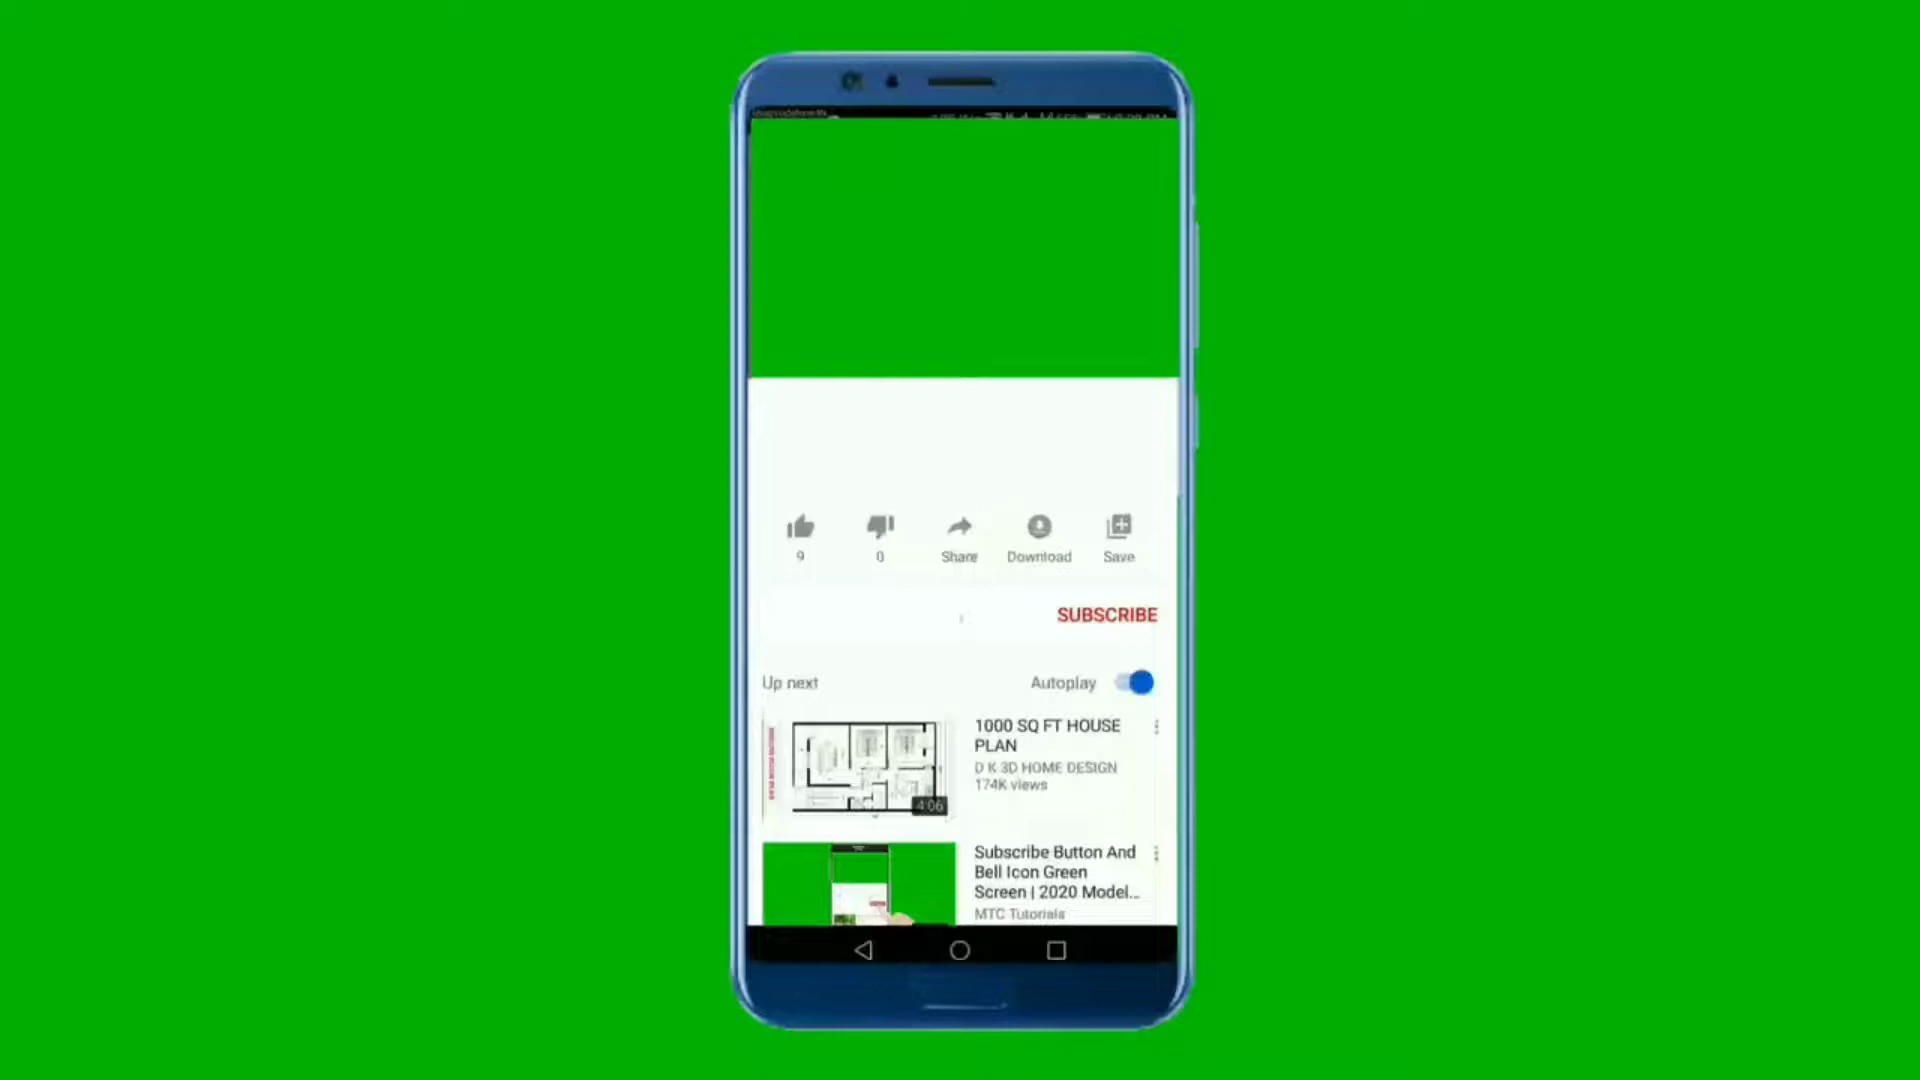 9
0
Share
Download
Save
SUBSCRIBE
Up next
Autoplay
1000 SQ FT HOUSE
PLAN
D K 3D HOME DESIGN
174K views
4:06
Subscribe Button And
Bell Icon Green
Screen | 2020 Model...
MTC Tutorials